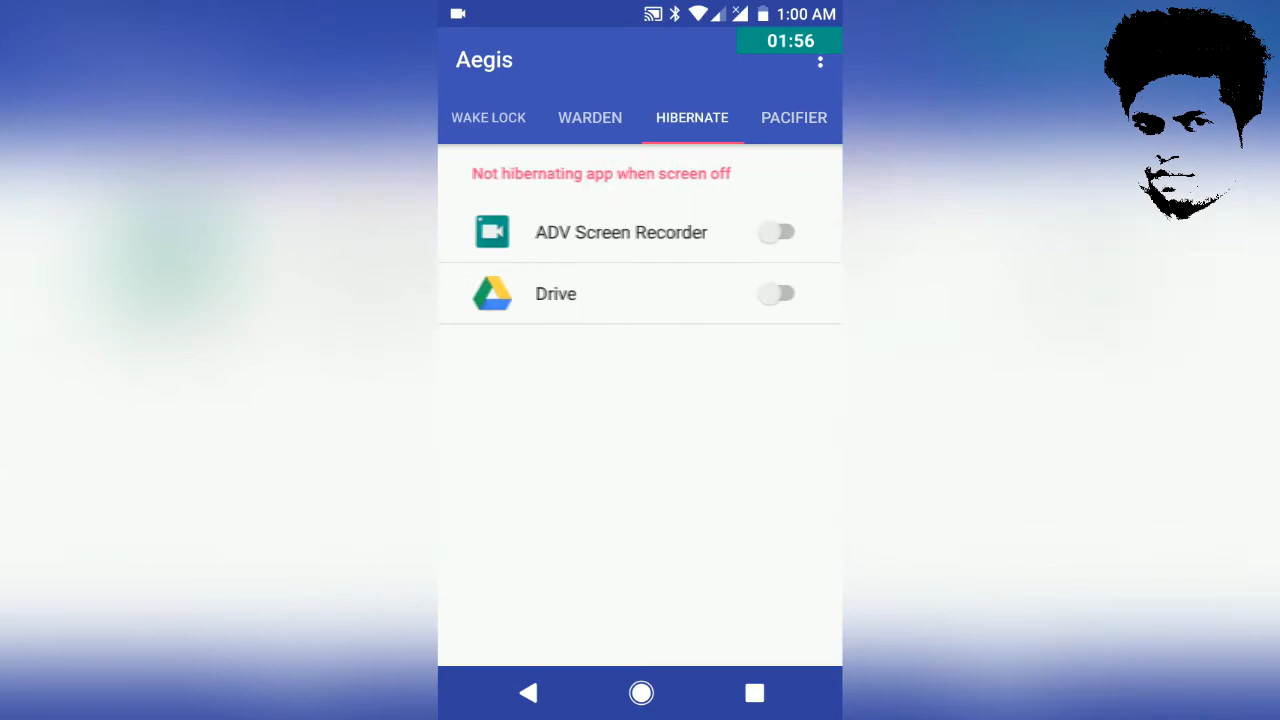 1:00 AM
01:56
Aegis
WAKE LOCK WARDEN HIBERNATE PACIFIER
Not hibernating app when screen off
ADV Screen Recorder
Drive